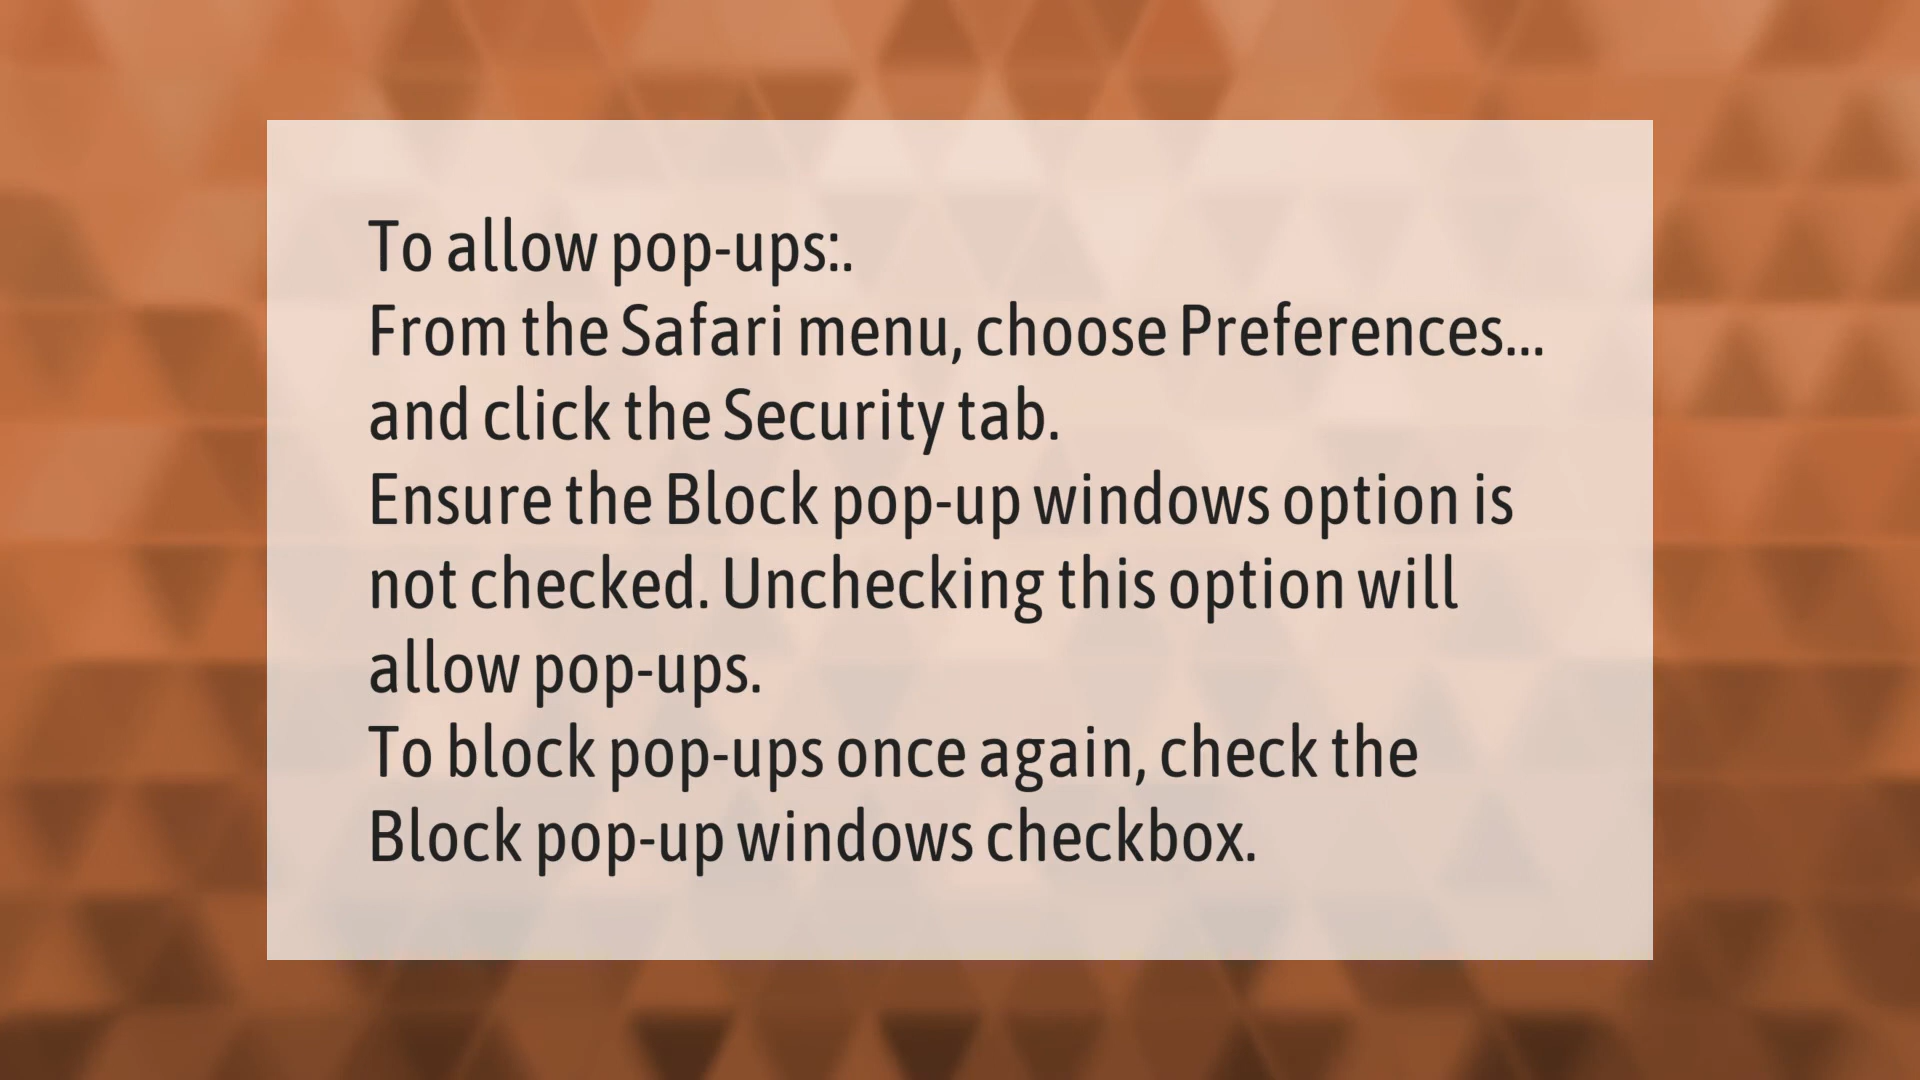 To allow pop-ups:.
From the Safari menu, choose Preferences...
and click the Security tab.
Ensure the Block pop-up windows option is
not checked. Unchecking this option will
allow pop-ups.
To block pop-ups once again, check the
Block pop-up windows checkbox.